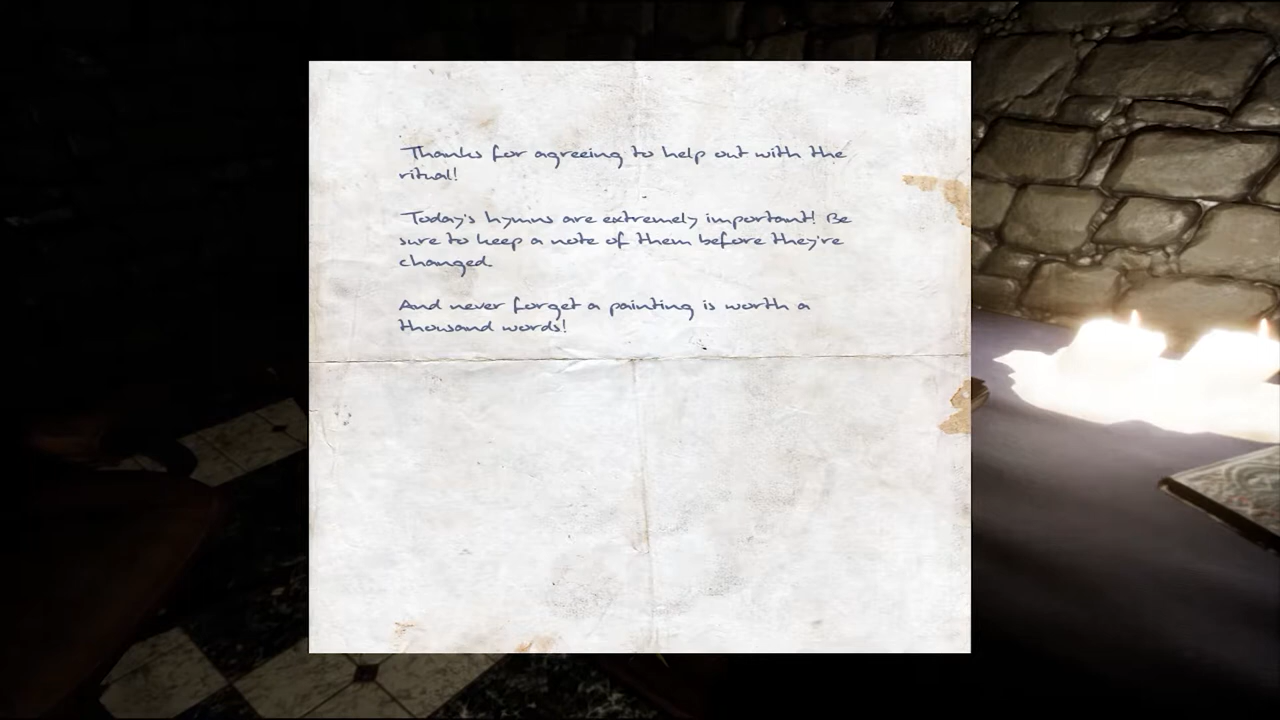 Thanks for agreeing to help out with the
ritual!
Today's hymns are extremely important! Be
sure to keep a note of them before they're
changed.
And never forget a painting is worth a
thousand words!